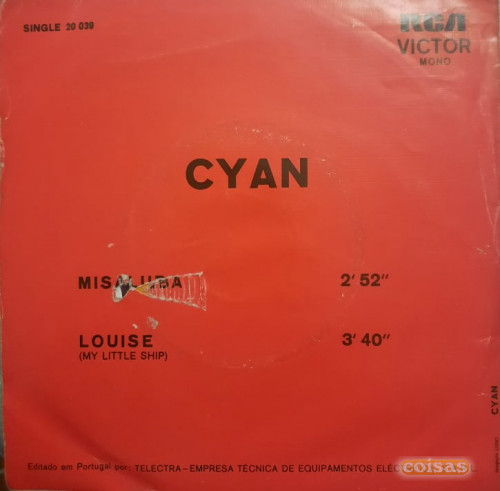 SINGLE 20 039
RCA
VICTOR
MONO
CYAN
2' 52"
LOUISE 3' 40"
(MY LITTLE SHIP)
CYAN
Editado em Portugal por: TELECTRA-EMPRESA TÉCNICA DE EQUIPAMENTOS
coisas